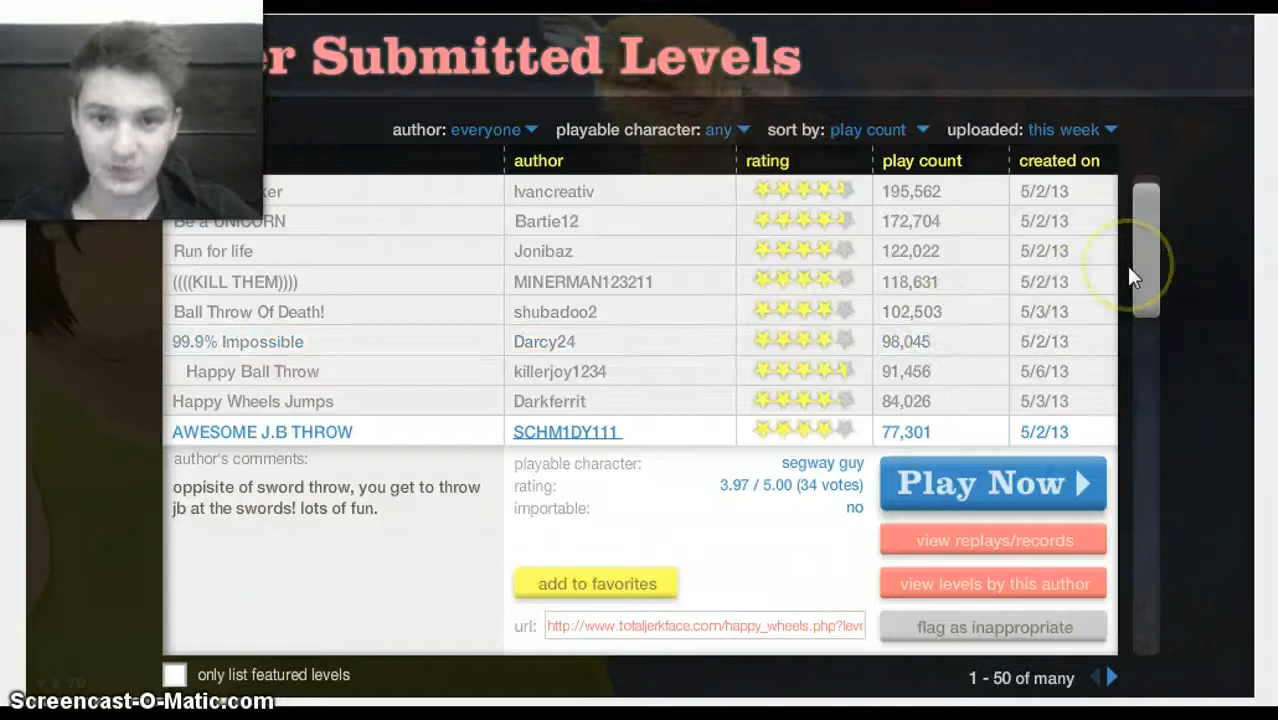 er Submitted Levels
author: everyone playable character: any sort by: play count uploaded: this week
author rating play count created on
ker Ivancreativ 195,562 5/2/13
Be a UNICORN Bartie12 172,704 5/2/13
Run for life Jonibaz 122,022 5/2/13
((((KILL THEM)))) MINERMAN123211 118,631 5/2/13
Ball Throw Of Death! shubadoo2 102,503 5/3/13
99.9% Impossible Darcy24 98,045 5/2/13
Happy Ball Throw killerjoy1234 91,456 5/6/13
Happy Wheels Jumps Darkferrit 84,026 5/3/13
AWESOME J.B THROW SCHM1DY111 77,301 5/2/13
author's comments:
oppisite of sword throw, you get to throw
jb at the swords! lots of fun.
playable character: segway guy
rating: 3.97 / 5.00 (34 votes)
importable: no
add to favorites
url: http://www.totaljerkface.com/happy_wheels.php?leve
Play Now
view replays/records
view levels by this author
flag as inappropriate
only list featured levels
1 - 50 of many
Screencast-O-Matic.com